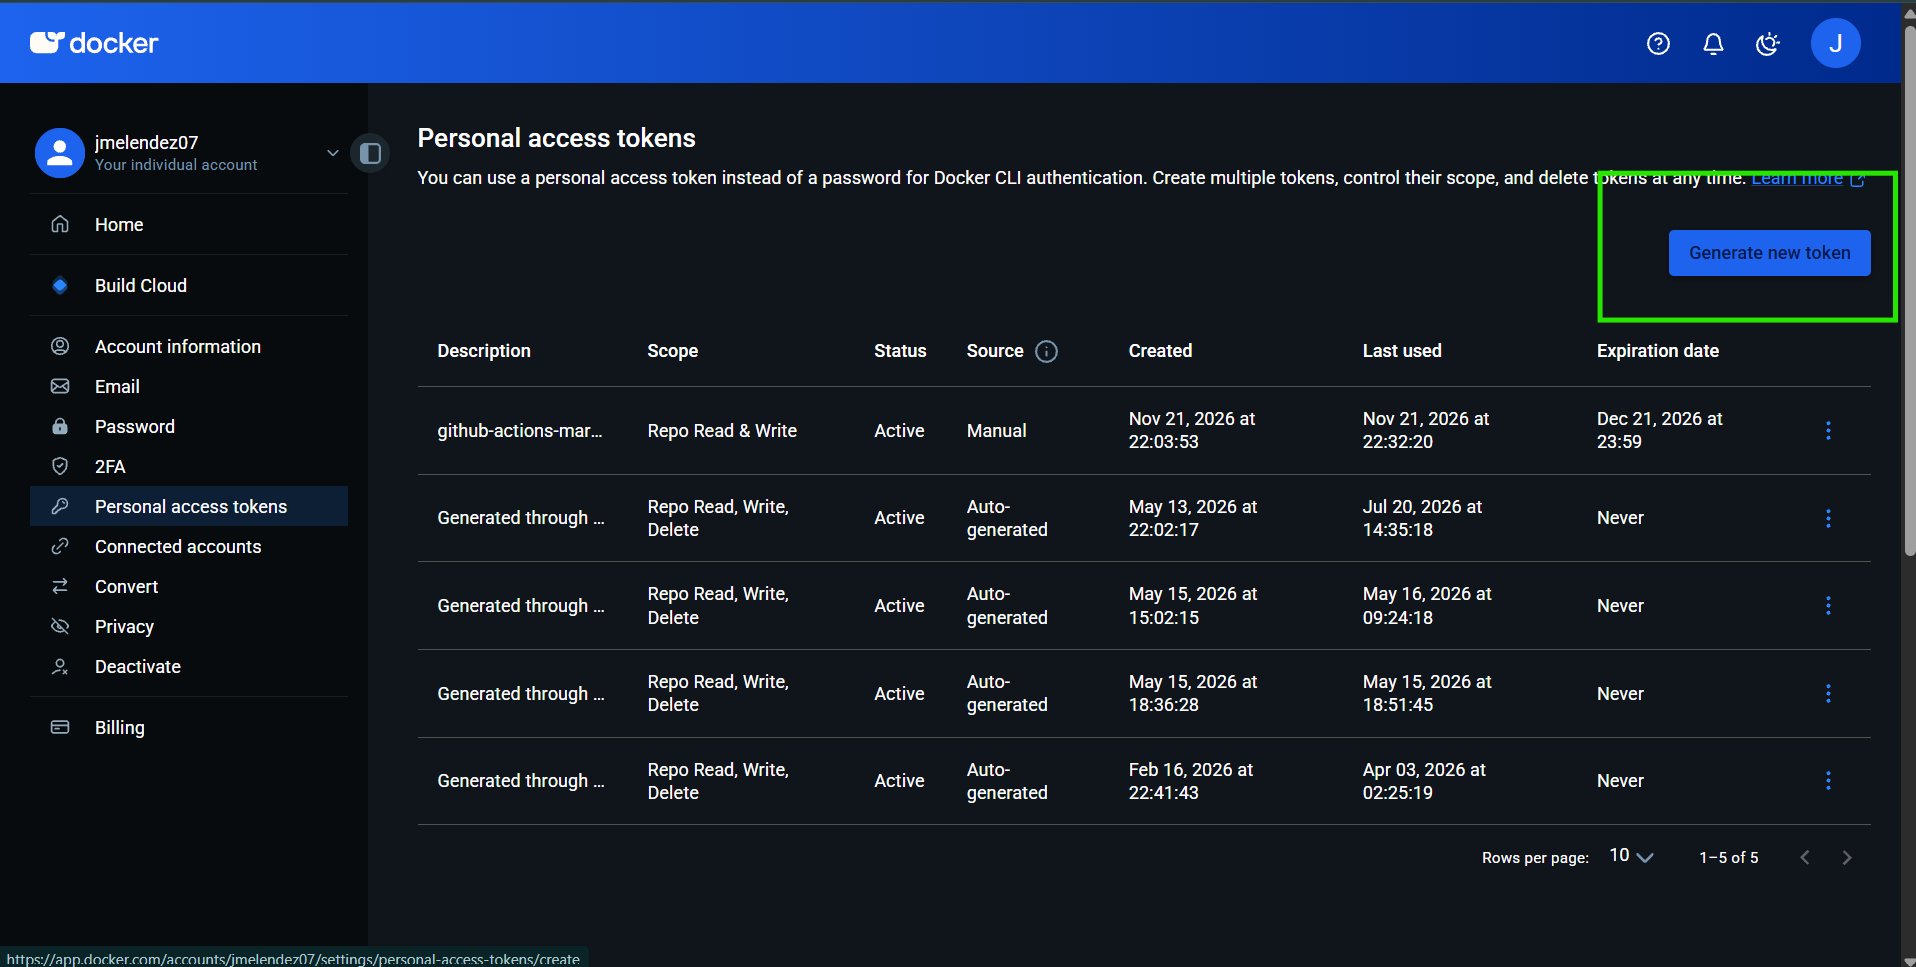 docker
J
jmelendez07
Your individual account
Home
Build Cloud
Account information
Email
Password
2FA
Personal access tokens
Connected accounts
Convert
Privacy
Deactivate
Billing
Personal access tokens
You can use a personal access token instead of a password for Docker CLI authentication. Create multiple tokens, control their scope, and delete tokens at any time. Learn more
Generate new token
Description Scope Status Source Created Last used Expiration date
github-actions-mar... Repo Read & Write Active Manual Nov 21, 2026 at Nov 21, 2026 at Dec 21, 2026 at
22:03:53 22:32:20 23:59
Generated through ... Repo Read, Write, Active Auto- May 13, 2026 at Jul 20, 2026 at Never
Delete generated 22:02:17 14:35:18
Generated through ... Repo Read, Write, Active Auto- May 15, 2026 at May 16, 2026 at Never
Delete generated 15:02:15 09:24:18
Generated through ... Repo Read, Write, Active Auto- May 15, 2026 at May 15, 2026 at Never
Delete generated 18:36:28 18:51:45
Generated through ... Repo Read, Write, Active Auto- Feb 16, 2026 at Apr 03, 2026 at Never
Delete generated 22:41:43 02:25:19
Rows per page: 10 1–5 of 5
https://app.docker.com/accounts/jmelendez07/settings/personal-access-tokens/create